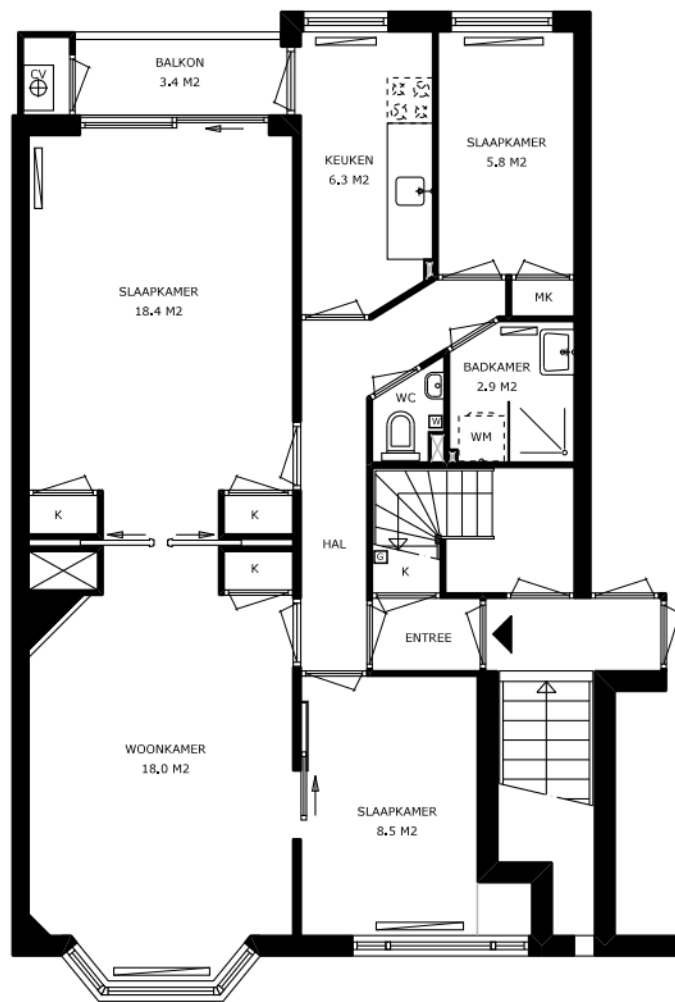 CV
BALKON
3.4 M2
KEUKEN
6.3 M2
SLAAPKAMER
5.8 M2
SLAAPKAMER
18.4 M2
MK
BADKAMER
2.9 M2
WC
W
WM
K
K
HAL
G
K
K
ENTREE
WOONKAMER
18.0 M2
SLAAPKAMER
8.5 M2